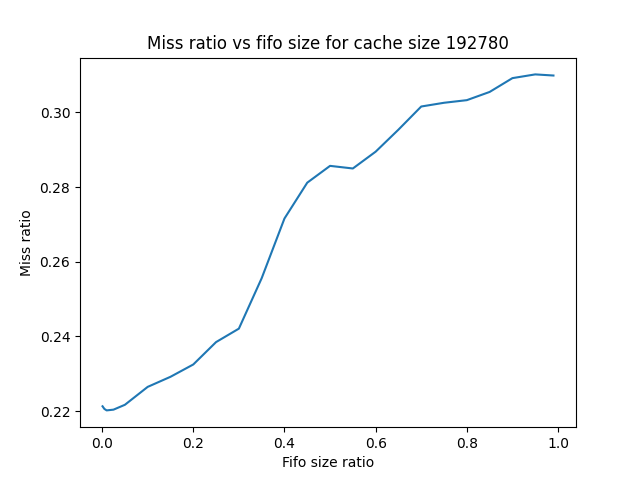 Miss ratio vs fifo size for cache size 192780
Miss ratio
0.30
0.28
0.26
0.24
0.22
0.0 0.2 0.4 0.6 0.8 1.0
Fifo size ratio